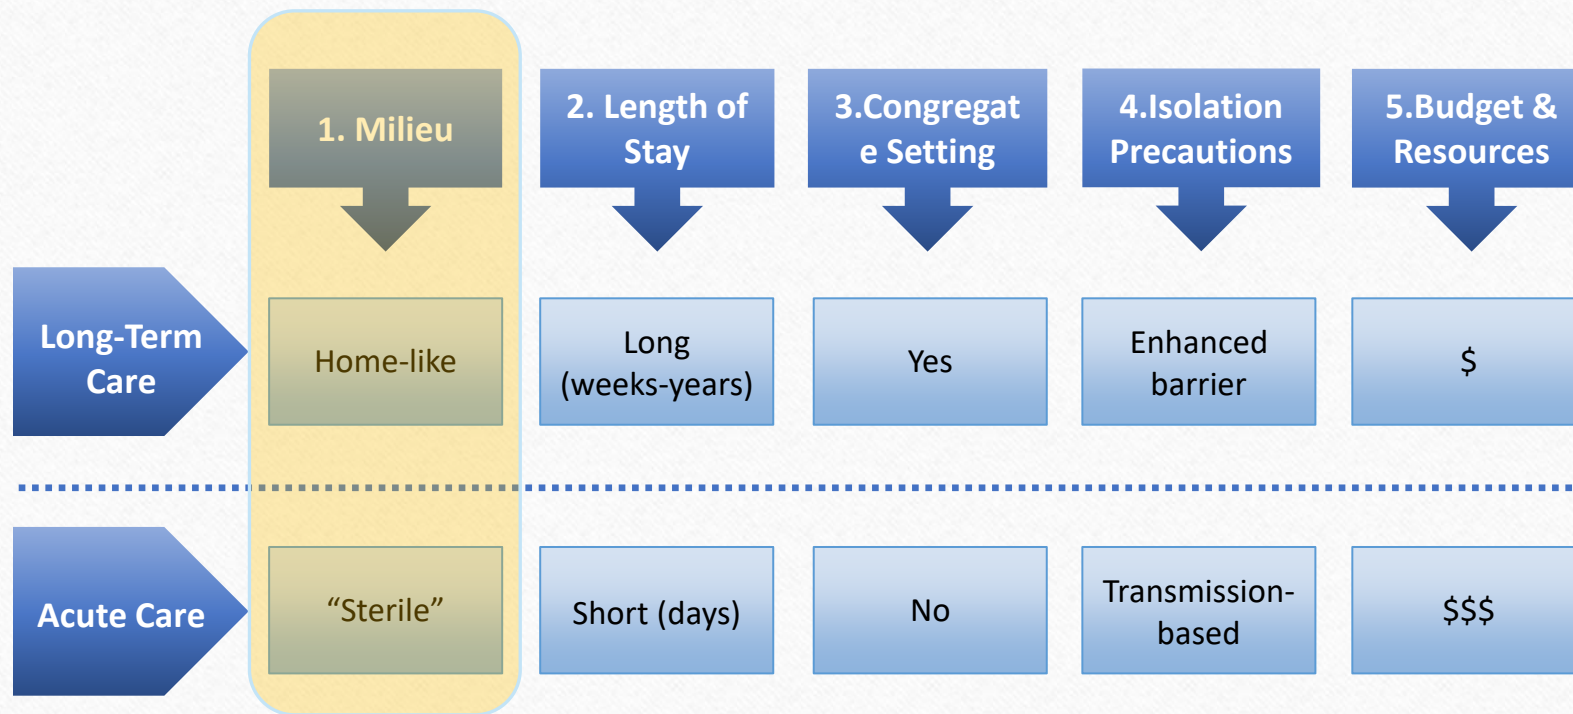 1. Milieu
2. Length of
Stay
3.Congregat
e Setting
4.Isolation
Precautions
5.Budget &
Resources
Long-Term
Care
Home-like
Long
(weeks-years)
Yes
Enhanced
barrier
$
Acute Care
“Sterile”
Short (days)
No
Transmission-
based
$$$